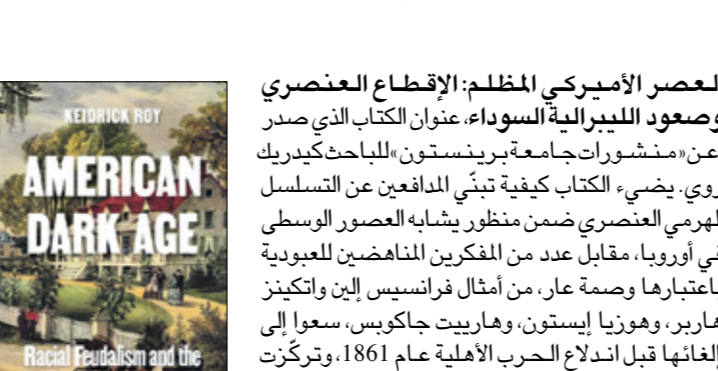 العصر الأميركي المظلم: الإقطاع العنصري
وصعود الليبرالية السوداء، عنوان الكتاب الذي صدر
عن «منشورات جامعة برينستون» للباحث كيدريك
روي. يضيء الكتاب كيفية تبنّي المدافعين عن التسلسل
الهرمي العنصري ضمن منظور يشابه العصور الوسطى
في أوروبا، مقابل عدد من المفكرين المناهضين للعبودية
باعتبارها وصمة عار، من أمثال فرانسيس إلين واتكينز
هاربر، وهوزيا إيستون، وهارييت جاكوبس، سعوا إلى
إلغائها قبل اندلاع الحرب الأهلية عام 1861، وتركّزت
KEIDRICK ROY
AMERICAN
DARK AGE
Racial Feudalism and the